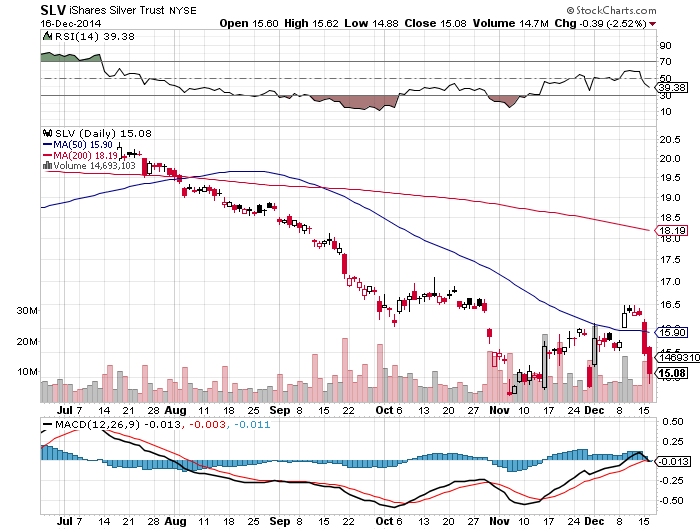 SLV iShares Silver Trust NYSE
© StockCharts.com
16-Dec-2014
Open 15.60 High 15.62 Low 14.88 Close 15.08 Volume 14.7M Chg -0.39 (-2.52%)
RSI(14) 39.38
90
70
50
39.38
30
10
SLV (Daily) 15.08
MA(50) 15.90
MA(200) 18.19
Volume 14,693,103
20.5
20.0
19.5
19.0
18.5
18.19
18.0
17.5
17.0
16.5
16.0
15.90
15.5
14693103
15.08
30M
20M
10M
Jul 7 14 21 28 Aug 11 18 25 Sep 8 15 22 Oct 6 13 20 27 Nov 10 17 24 Dec 8 15
MACD(12,26,9) -0.013, -0.003, -0.011
0.50
0.25
-0.013
-0.25
-0.50
Jul 7 14 21 28 Aug 11 18 25 Sep 8 15 22 Oct 6 13 20 27 Nov 10 17 24 Dec 8 15